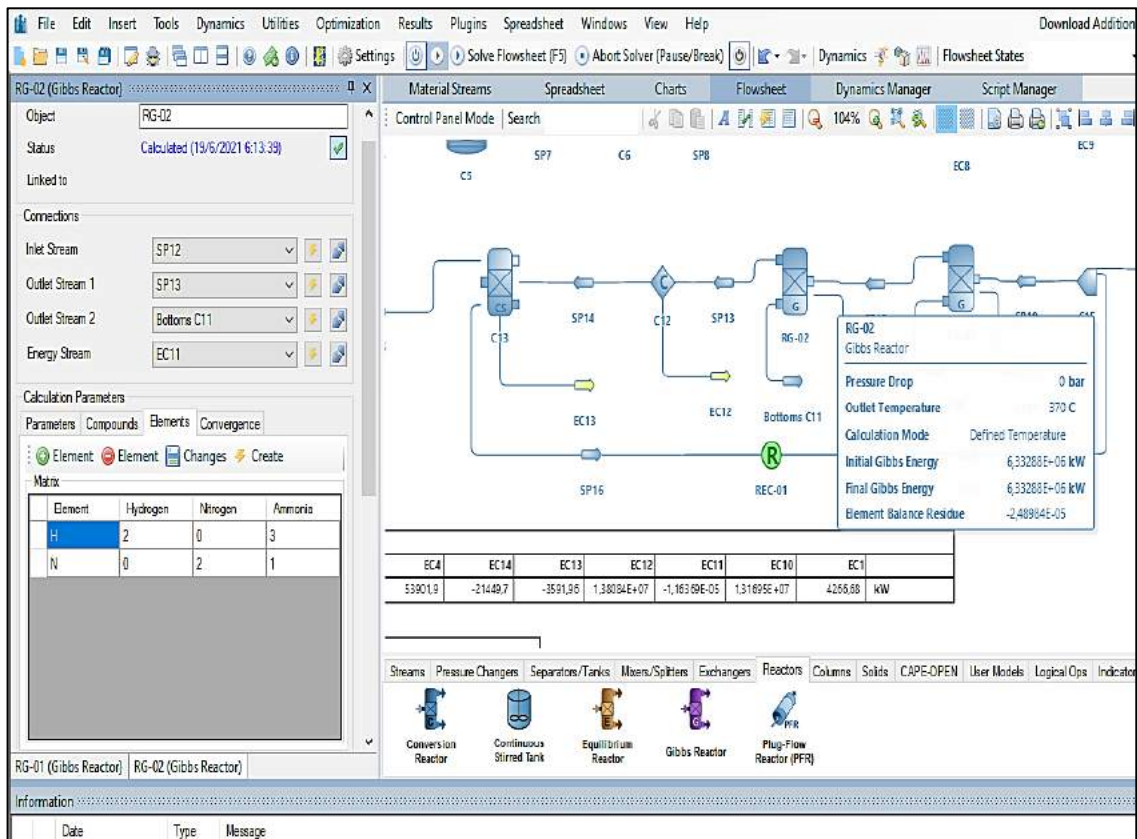 File Edit Insert Tools Dynamics Utilities Optimization Results Plugins Spreadsheet Windows View Help Download Addition
Settings Solve Flowsheet (F5) Abort Solver (Pause/Break) Dynamics Flowsheet States
RG-02 (Gibbs Reactor)
Object RG-02
Status Calculated (19/6/2021 6:13:39)
Linked to
Connections
Inlet Stream SP12
Outlet Stream 1 SP13
Outlet Stream 2 Bottoms C11
Energy Stream EC11
Calculation Parameters
Parameters Compounds Elements Convergence
Element Element Changes Create
Matrix
Element Hydrogen Nitrogen Ammonia
H 2 0 3
N 0 2 1
RG-01 (Gibbs Reactor) RG-02 (Gibbs Reactor)
Material Streams Spreadsheet Charts Flowsheet Dynamics Manager Script Manager
Control Panel Mode Search 104%
C5 SP7 C6 SP8 EC8 EC9
C
CS G G
SP14 C12 SP13
C13 RG-02
EC13 EC12 Bottoms C11
R
SP16 REC-01
RG-02
Gibbs Reactor
Pressure Drop 0 bar
Outlet Temperature 370 C
Calculation Mode Defined Temperature
Initial Gibbs Energy 6,33288E+06 kW
Final Gibbs Energy 6,33288E+06 kW
Element Balance Residue -2,48984E-05
EC4 EC14 EC13 EC12 EC11 EC10 EC1
53901,9 -21449,7 -3591,96 1,38084E+07 -1,16369E-05 1,31695E+07 4266,68 kW
Streams Pressure Changers Separators/Tanks Mixers/Splitters Exchangers Reactors Columns Solids CAPE-OPEN User Models Logical Ops Indicator
Conversion Reactor
Continuous Stirred Tank
Equilibrium Reactor
Gibbs Reactor
PFR
Plug-Flow Reactor (PFR)
Information
Date Type Message